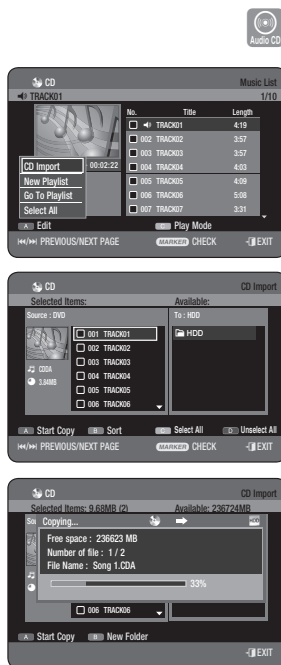 Audio CD
CD Music List
TRACK01 1/10
No. Title Length
TRACK01 4:19
002 TRACK02 3:57
003 TRACK03 3:57
004 TRACK04 4:03
005 TRACK05 4:09
006 TRACK06 5:08
007 TRACK07 3:31
00:02:22
CD Import
New Playlist
Go To Playlist
Select All
A Edit C Play Mode
PREVIOUS/NEXT PAGE MARKER CHECK EXIT
CD CD Import
Selected Items: Available:
Source : DVD To : HDD
001 TRACK01 HDD
002 TRACK02
003 TRACK03
004 TRACK04
005 TRACK05
006 TRACK06
CDDA
3.84MB
A Start Copy B Sort C Select All D Unselect All
PREVIOUS/NEXT PAGE MARKER CHECK EXIT
CD CD Import
Selected Items: 9.68MB (2) Available: 236724MB
Copying...
Free space : 236623 MB
Number of file : 1 / 2
File Name : Song 1.CDA
33%
006 TRACK06
A Start Copy B New Folder
EXIT